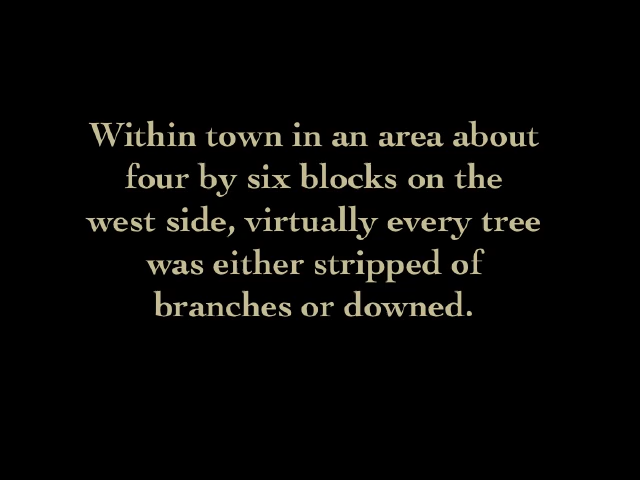 Within town in an area about
four by six blocks on the
west side, virtually every tree
was either stripped of
branches or downed.